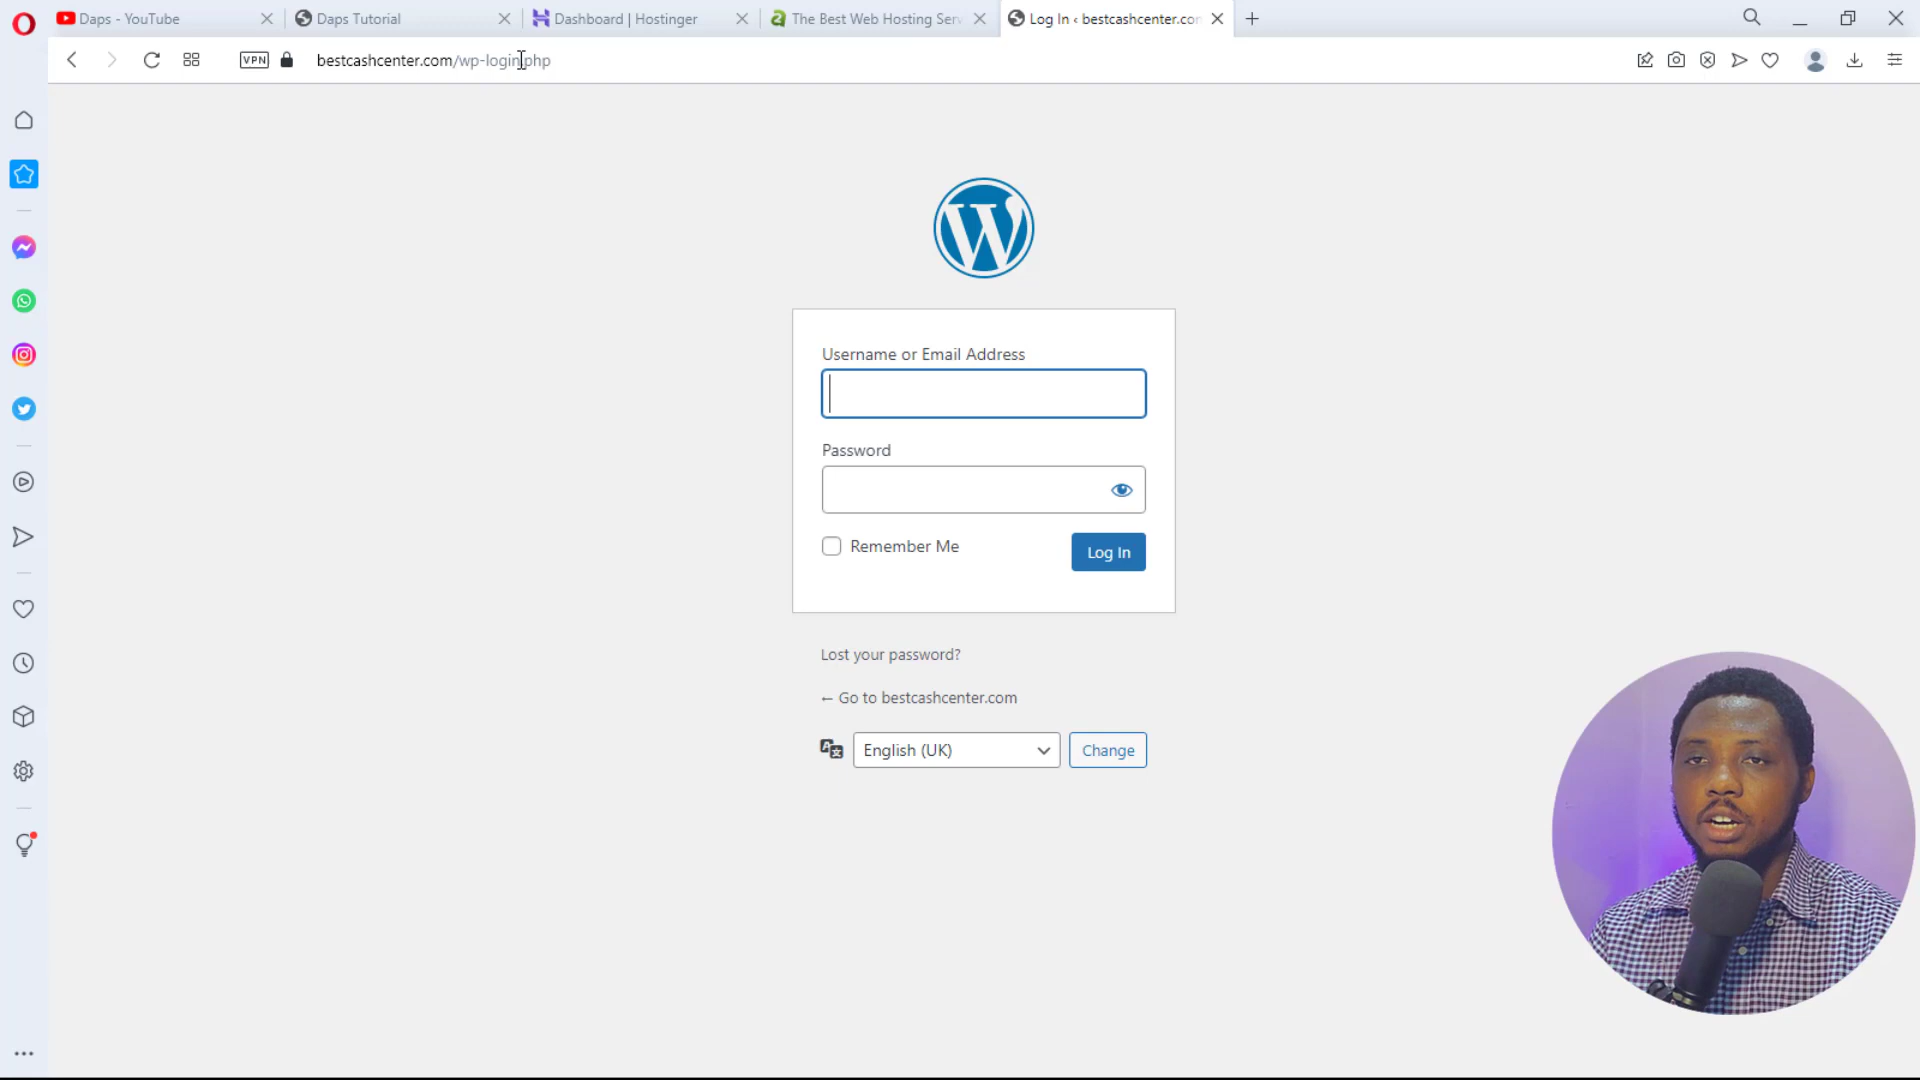 Daps - YouTube
Daps Tutorial
Dashboard | Hostinger
The Best Web Hosting Serv
Log In ‹ bestcashcenter.com
VPN
bestcashcenter.com/wp-login.php
Username or Email Address
Password
Remember Me
Log In
Lost your password?
← Go to bestcashcenter.com
English (UK)
Change